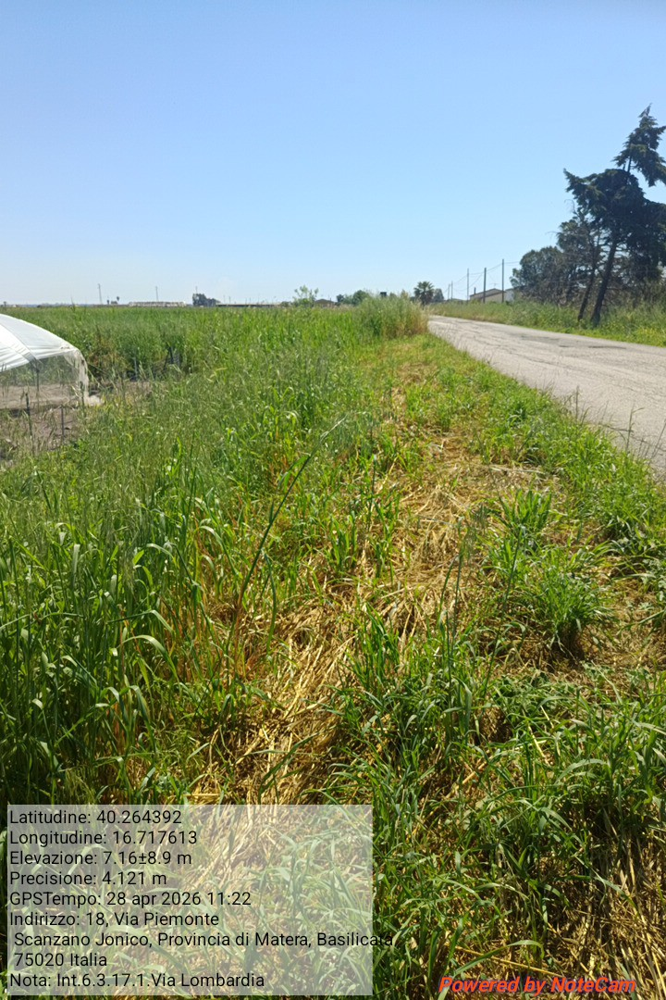 Latitudine: 40.264392
Longitudine: 16.717613
Elevazione: 7.16±8.9 m
Precisione: 4.121 m
GPSTempo: 28 apr 2026 11:22
Indirizzo: 18, Via Piemonte
Scanzano Jonico, Provincia di Matera, Basilicata
75020 Italia
Nota: Int.6.3.17.1.Via Lombardia
Powered by NoteCam